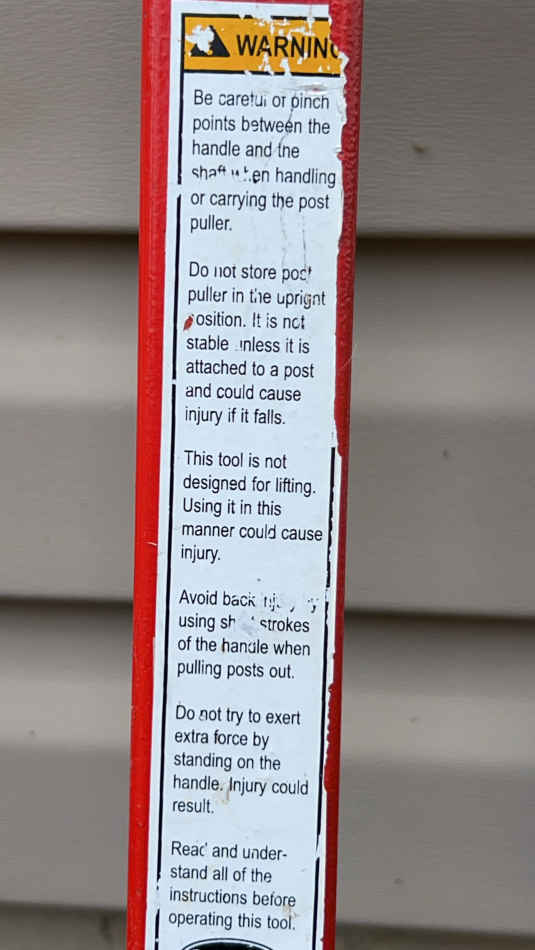 WARNING
Be careful of pinch
points between the
handle and the
shaft when handling
or carrying the post
puller.
Do not store post
puller in the upright
position. It is not
stable unless it is
attached to a post
and could cause
injury if it falls.
This tool is not
designed for lifting.
Using it in this
manner could cause
injury.
Avoid back injury by
using short strokes
of the handle when
pulling posts out.
Do not try to exert
extra force by
standing on the
handle. Injury could
result.
Read and under-
stand all of the
instructions before
operating this tool.